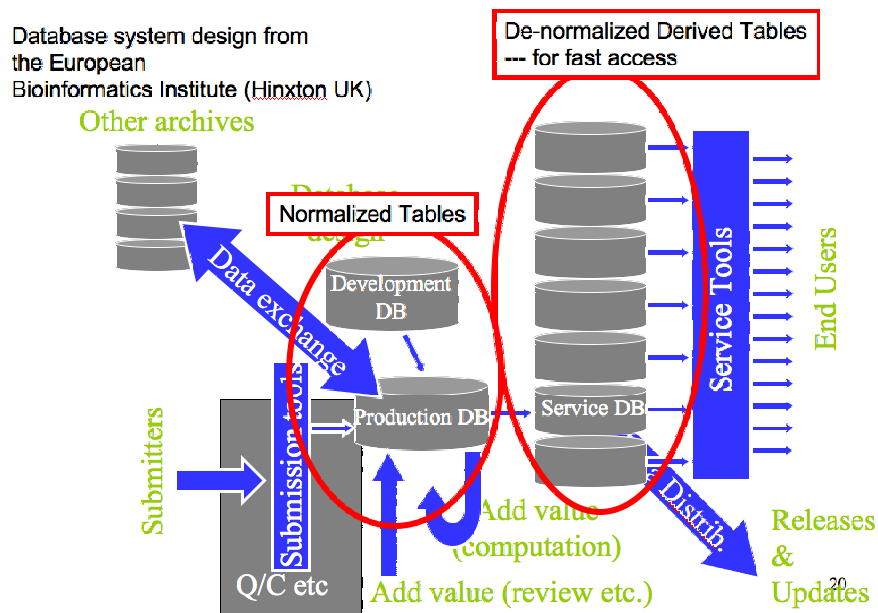 Database system design from
the European
Bioinformatics Institute (Hinxton UK)
De-normalized Derived Tables
--- for fast access
Other archives
Database
design
Normalized Tables
Development
DB
Data exchange
Production DB
Service DB
Service Tools
End Users
Submitters
Submission tools
Q/C etc
Add value
(computation)
Add value (review etc.)
Distrib.
Releases
&
Updates
20